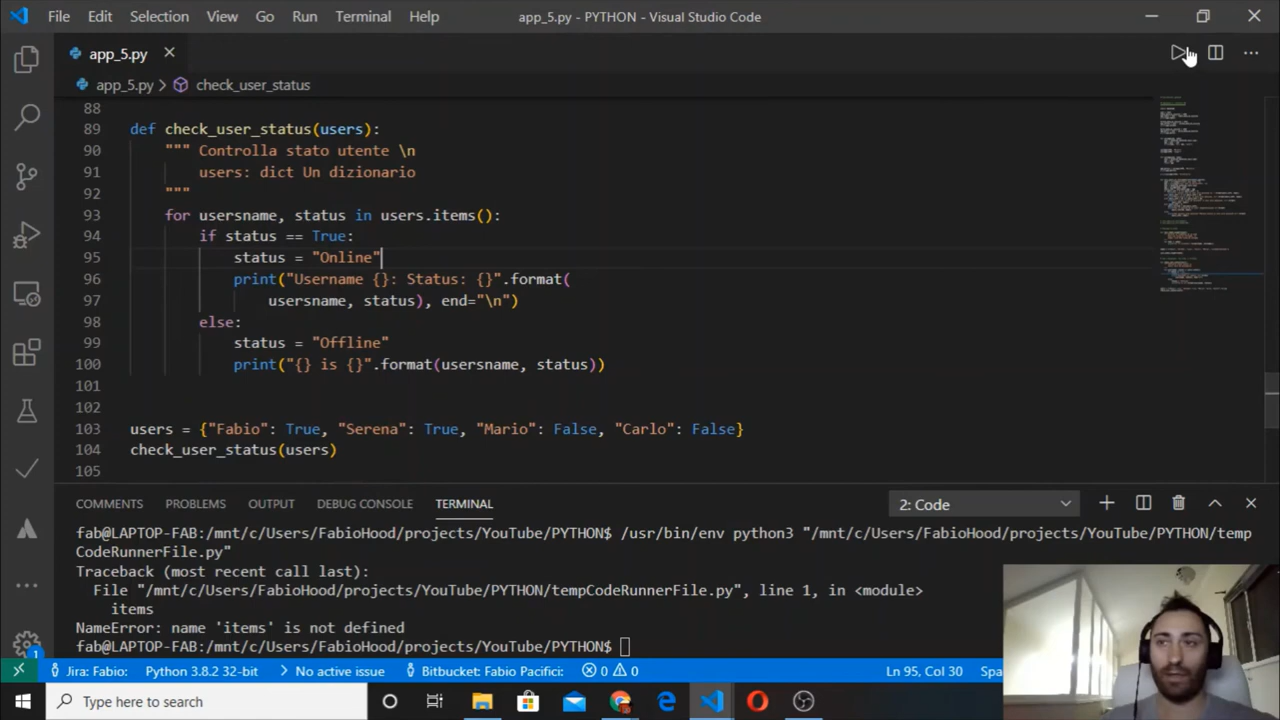 File Edit Selection View Go Run Terminal Help app_5.py - PYTHON - Visual Studio Code
app_5.py
app_5.py > check_user_status
88
89 def check_user_status(users):
90 """ Controlla stato utente \n
91 users: dict Un dizionario
92 """
93 for usersname, status in users.items():
94 if status == True:
95 status = "Online"
96 print("Username {}: Status: {}".format(
97 usersname, status), end="\n")
98 else:
99 status = "Offline"
100 print("{} is {}".format(usersname, status))
101
102
103 users = {"Fabio": True, "Serena": True, "Mario": False, "Carlo": False}
104 check_user_status(users)
105
COMMENTS PROBLEMS OUTPUT DEBUG CONSOLE TERMINAL 2: Code
fab@LAPTOP-FAB:/mnt/c/Users/FabioHood/projects/YouTube/PYTHON$ /usr/bin/env python3 "/mnt/c/Users/FabioHood/projects/YouTube/PYTHON/temp
CodeRunnerFile.py"
Traceback (most recent call last):
File "/mnt/c/Users/FabioHood/projects/YouTube/PYTHON/tempCodeRunnerFile.py", line 1, in <module>
items
NameError: name 'items' is not defined
fab@LAPTOP-FAB:/mnt/c/Users/FabioHood/projects/YouTube/PYTHON$
1
Jira: Fabio: Python 3.8.2 32-bit No active issue Bitbucket: Fabio Pacifici: 0 0 Ln 95, Col 30 Spa
Type here to search